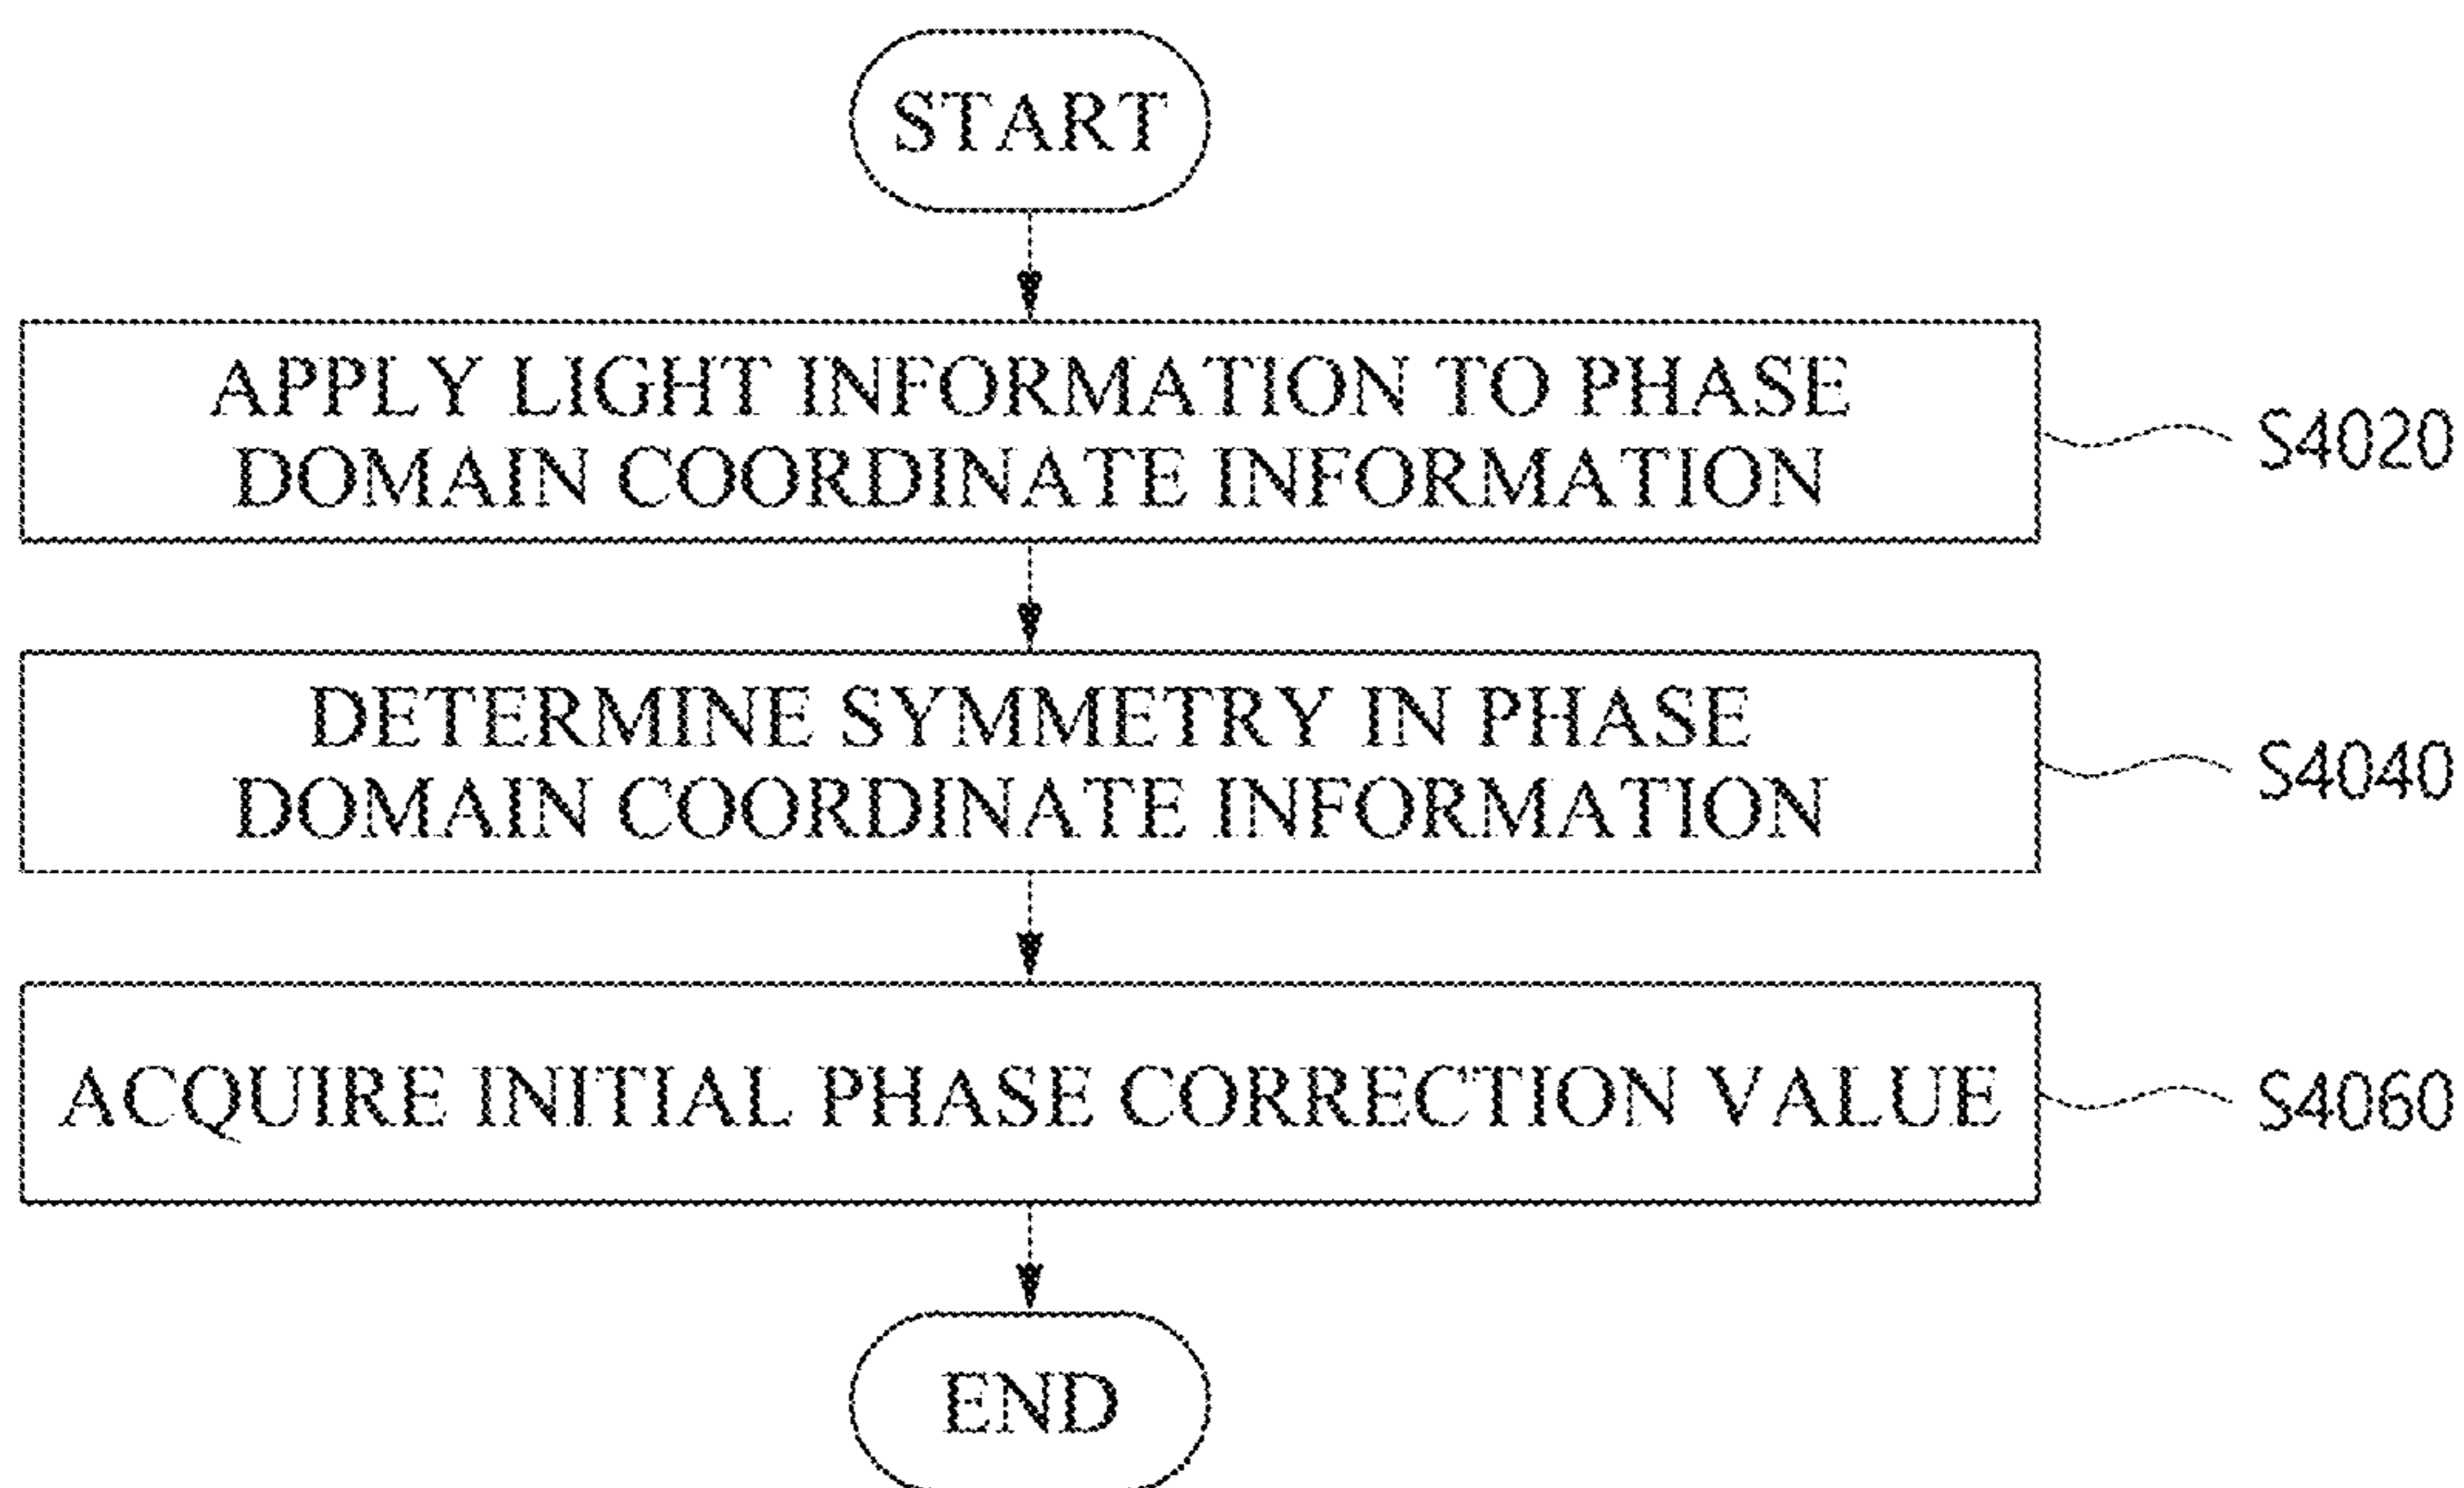 START
APPLY LIGHT INFORMATION TO PHASE
DOMAIN COORDINATE INFORMATION
S4020
DETERMINE SYMMETRY IN PHASE
DOMAIN COORDINATE INFORMATION
S4040
ACQUIRE INITIAL PHASE CORRECTION VALUE
S4060
END